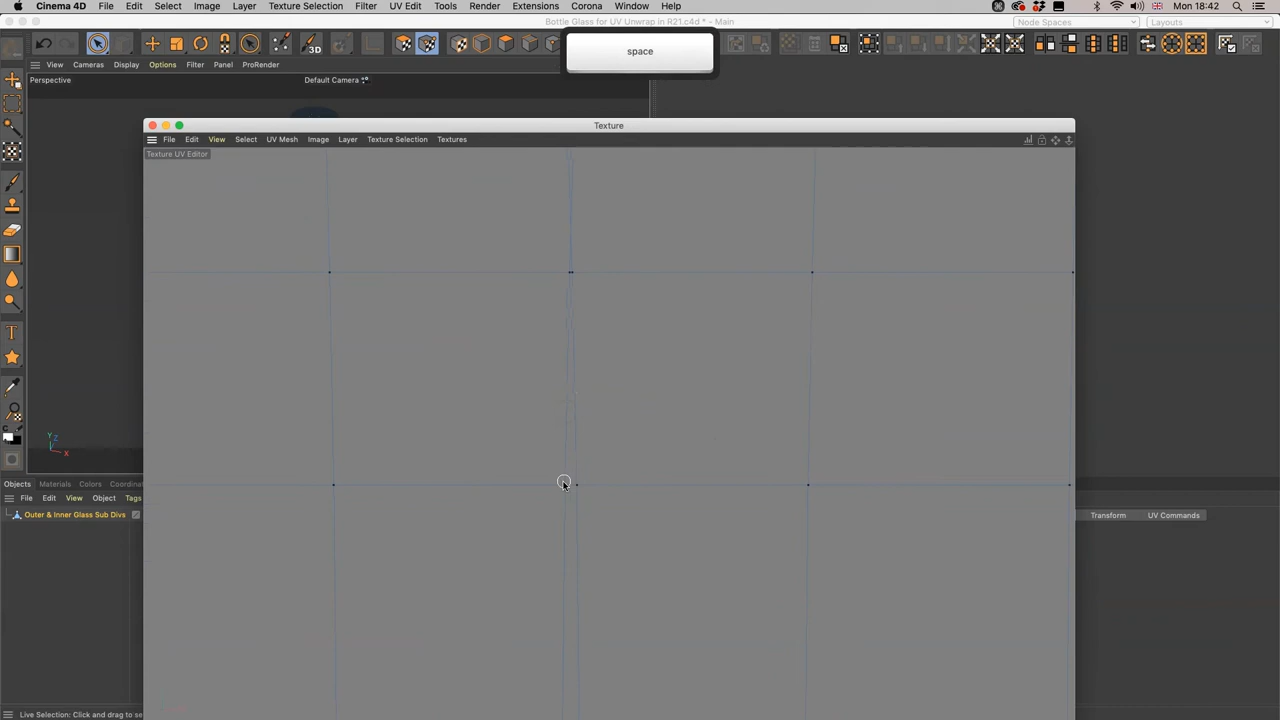 Cinema 4D File Edit Select Image Layer Texture Selection Render Filter UV Edit Tools Render Extensions Corona Window Help Mon 18:42
Bottle Glass for UV Unwrap in R21.c4d * - Main
Node Spaces
Layouts
space
3D
View Cameras Display Options Filter Panel ProRender
Perspective
Default Camera
Texture
File Edit View Select UV Mesh Image Layer Texture Selection Textures
Texture UV Editor
Y
Z
X
Objects Materials Colors
File Edit View Object Tags
Transform UV Commands
Outer & Inner Glass Sub Divs
Live Selection: Click and drag to se